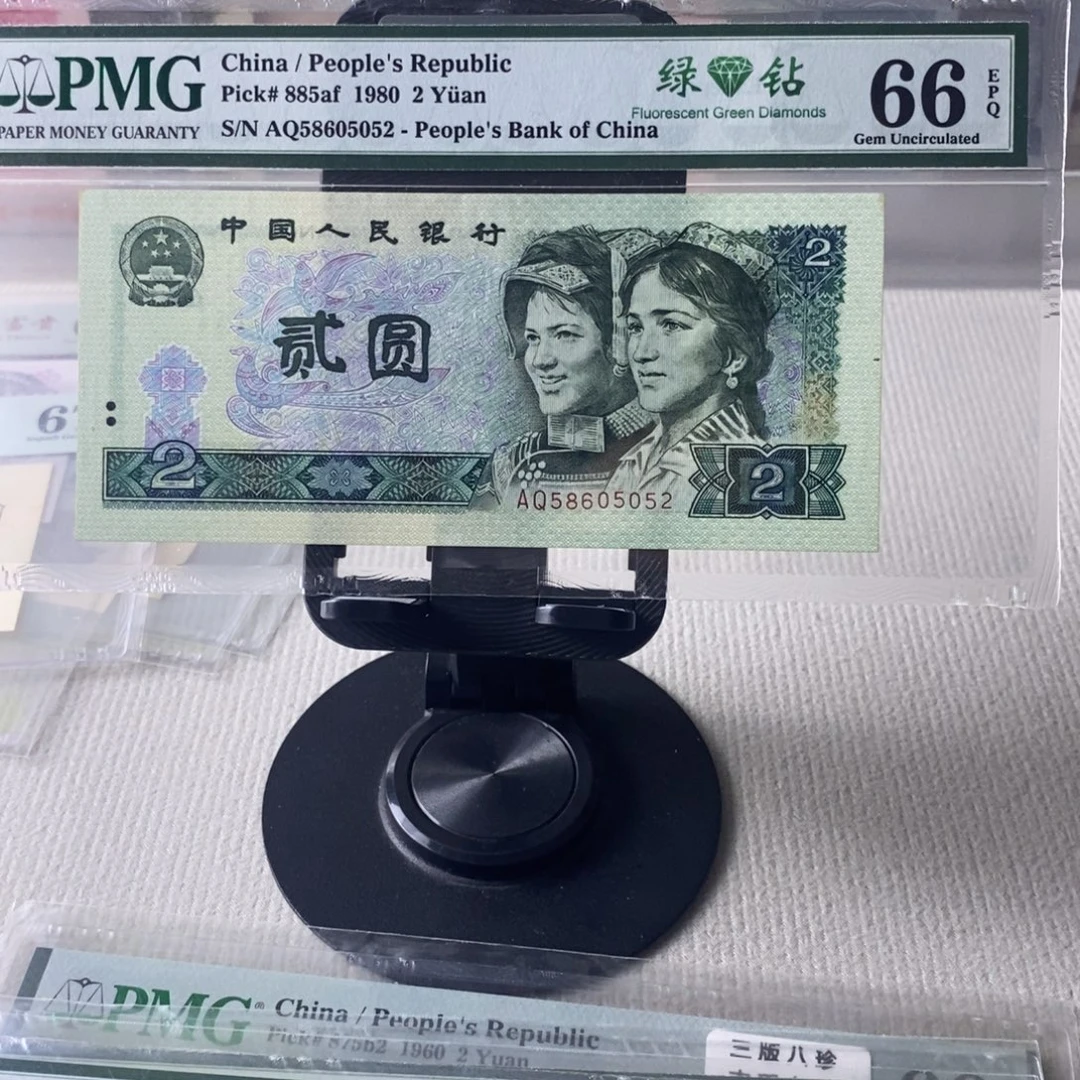 PMG
PAPER MONEY GUARANTY
China / People's Republic
Pick# 885af 1980 2 Yüan
S/N AQ58605052 - People's Bank of China
绿 钻
Fluorescent Green Diamonds
66
EPQ
Gem Uncirculated
中国人民银行
2
贰圆
2
AQ58605052
2
PMG
China / People's Republic
Pick# 875b2 1960 2 Yuan
三版八珍